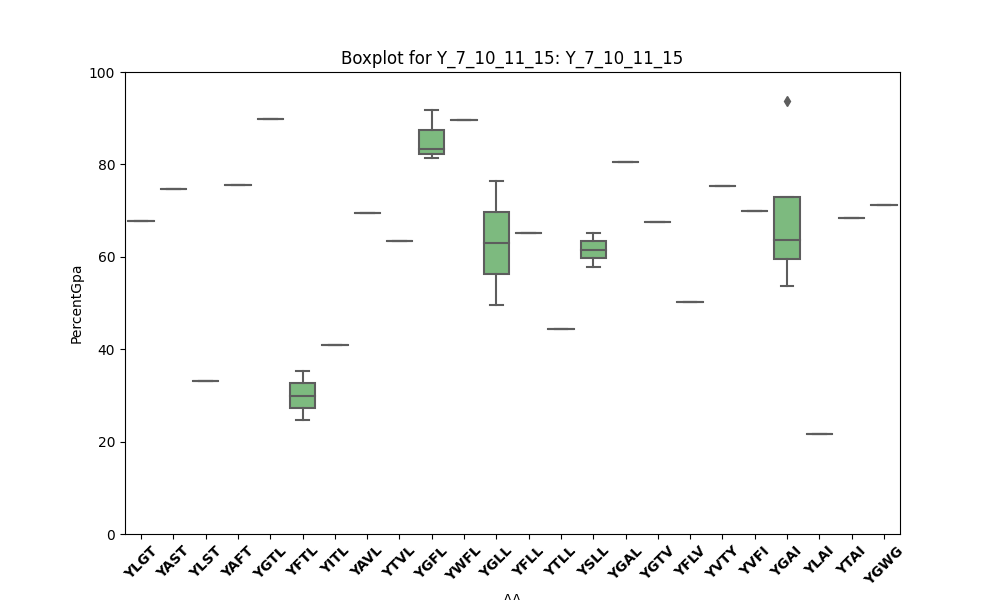 Boxplot for Y_7_10_11_15: Y_7_10_11_15
100
80
60
40
20
0
PercentGpa
YLGT YAST YLST YAFT YGTL YFTL YITL YAVL YTVL YGFL YWFL YGLL YFLL YTLL YSLL YGAL YGTV YFLV YVTY YVFI YGAI YLAI YTAI YGWG
AA